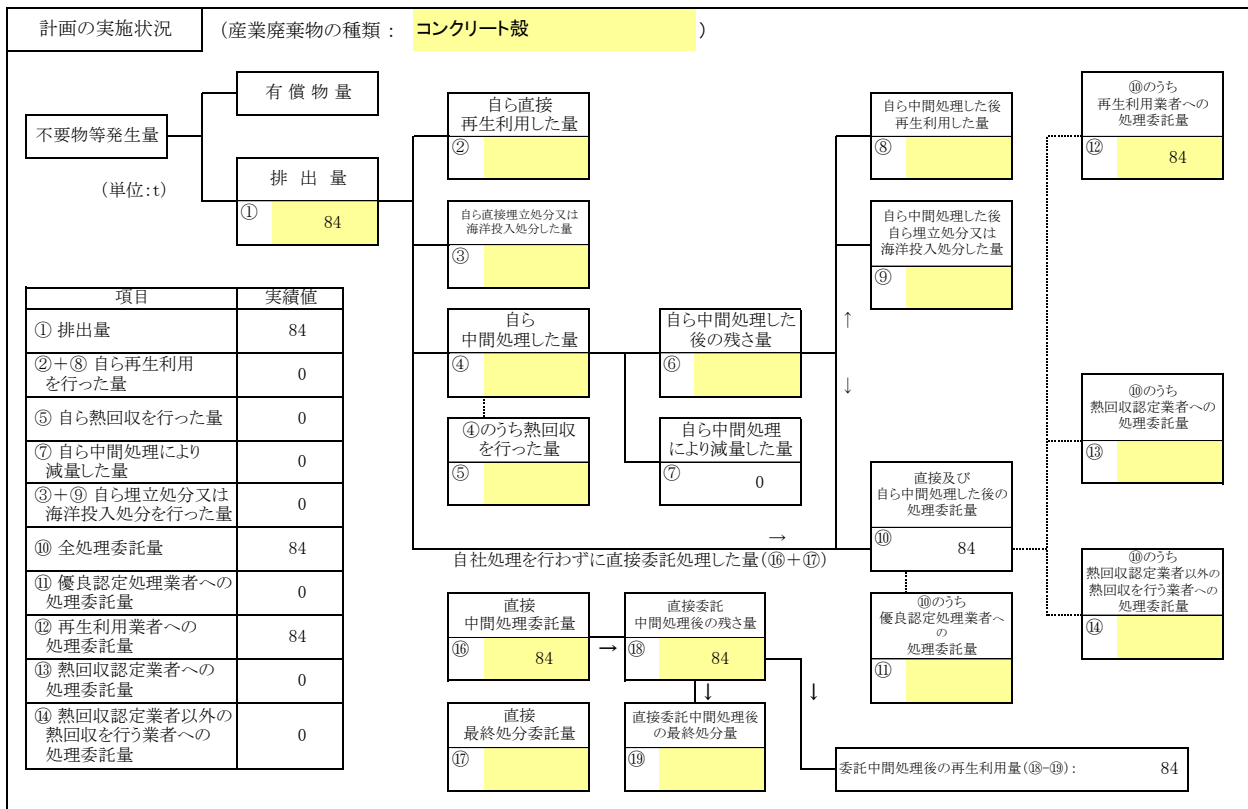 計画の実施状況
(産業廃棄物の種類: コンクリート殻 )
不要物等発生量
(単位:t)
有償物量
排出量
① 84
自ら直接
再生利用した量
②
自ら直接埋立処分又は
海洋投入処分した量
③
自ら
中間処理した量
④
④のうち熱回収
を行った量
⑤
自ら中間処理した
後の残さ量
⑥
自ら中間処理
により減量した量
⑦ 0
自ら中間処理した後
再生利用した量
⑧
自ら中間処理した後
自ら埋立処分又は
海洋投入処分した量
⑨
↑
↓
直接及び
自ら中間処理した後の
処理委託量
⑩ 84
⑩のうち
優良認定処理業者へ
の
処理委託量
⑪
⑩のうち
再生利用業者への
処理委託量
⑫ 84
⑩のうち
熱回収認定業者への
処理委託量
⑬
⑩のうち
熱回収認定業者以外の
熱回収を行う業者への
処理委託量
⑭
→
自社処理を行わずに直接委託処理した量(⑯+⑰)
直接
中間処理委託量
⑯ 84
→
直接委託
中間処理後の残さ量
⑱ 84
↓
↓
直接
最終処分委託量
⑰
直接委託中間処理後
の最終処分量
⑲
委託中間処理後の再生利用量(⑱-⑲): 84
項目 実績値
① 排出量 84
②+⑧ 自ら再生利用
を行った量 0
⑤ 自ら熱回収を行った量 0
⑦ 自ら中間処理により
減量した量 0
③+⑨ 自ら埋立処分又は
海洋投入処分を行った量 0
⑩ 全処理委託量 84
⑪ 優良認定処理業者への
処理委託量 0
⑫ 再生利用業者への
処理委託量 84
⑬ 熱回収認定業者への
処理委託量 0
⑭ 熱回収認定業者以外の
熱回収を行う業者への
処理委託量 0